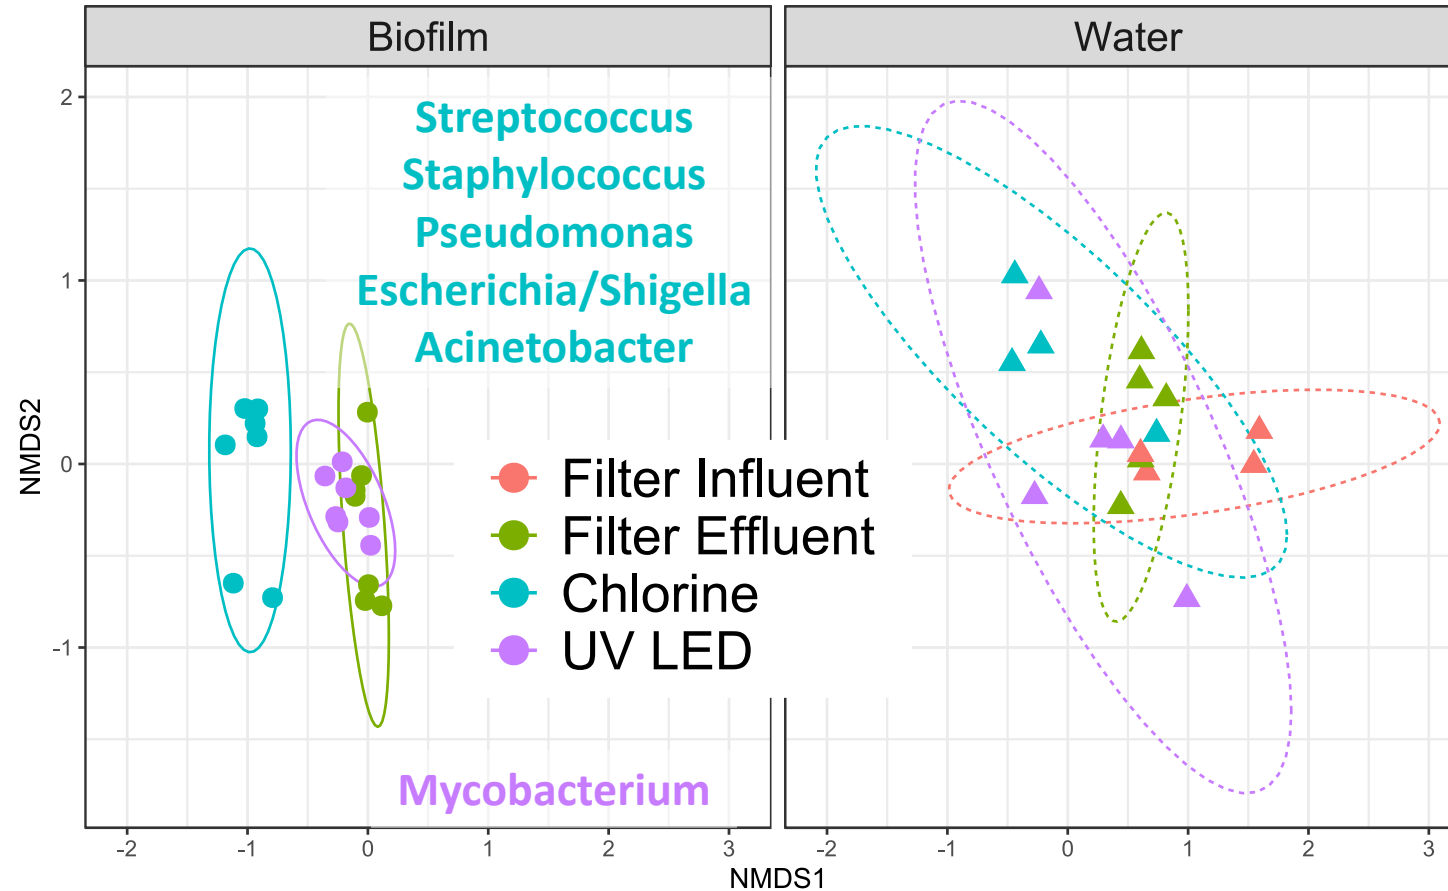 Biofilm
Water
Streptococcus
Staphylococcus
Pseudomonas
Escherichia/Shigella
Acinetobacter
Filter Influent
Filter Effluent
Chlorine
UV LED
Mycobacterium
NMDS2
2
1
0
-1
-2 -1 0 1 2 3
-2 -1 0 1 2 3
NMDS1